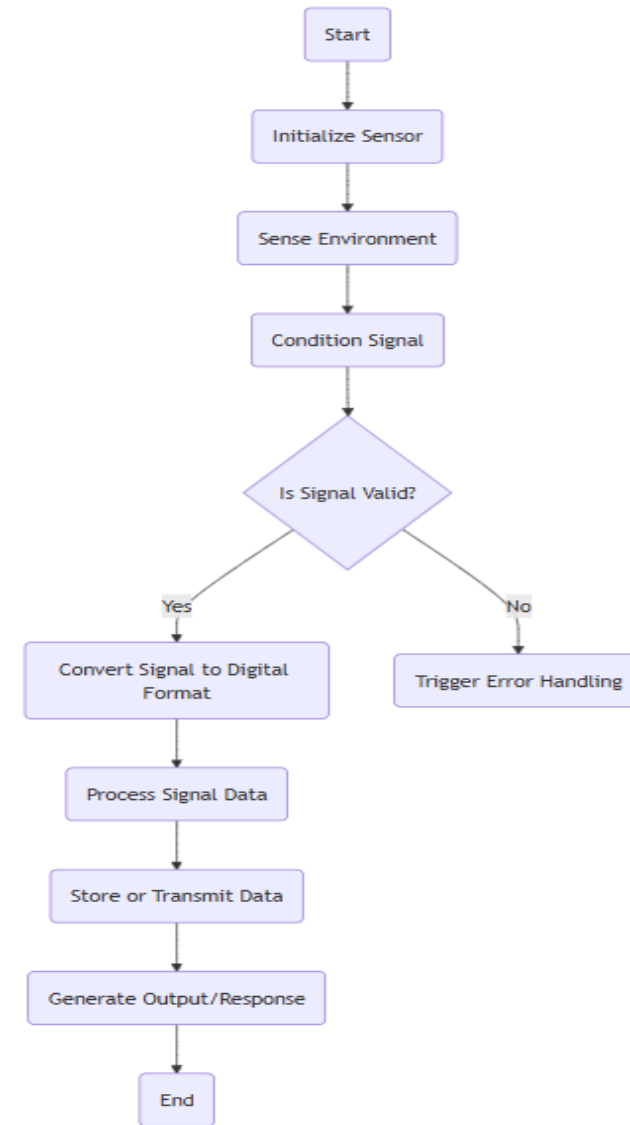 Start
Initialize Sensor
Sense Environment
Condition Signal
Is Signal Valid?
Yes
No
Convert Signal to Digital
Format
Trigger Error Handling
Process Signal Data
Store or Transmit Data
Generate Output/Response
End